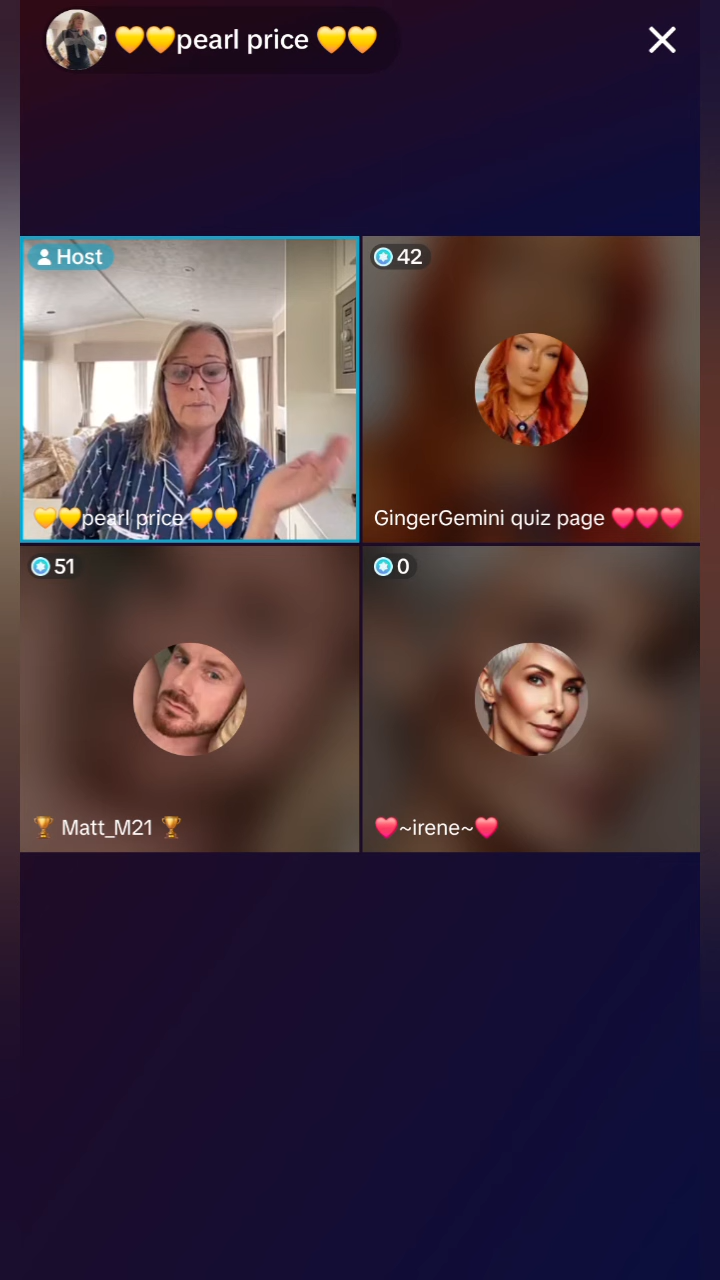 💛💛pearl price 💛💛
Host
42
💛💛pearl price 💛💛
GingerGemini quiz page 💗💗💗
51
0
🏆 Matt_M21 🏆
💗~irene~💗